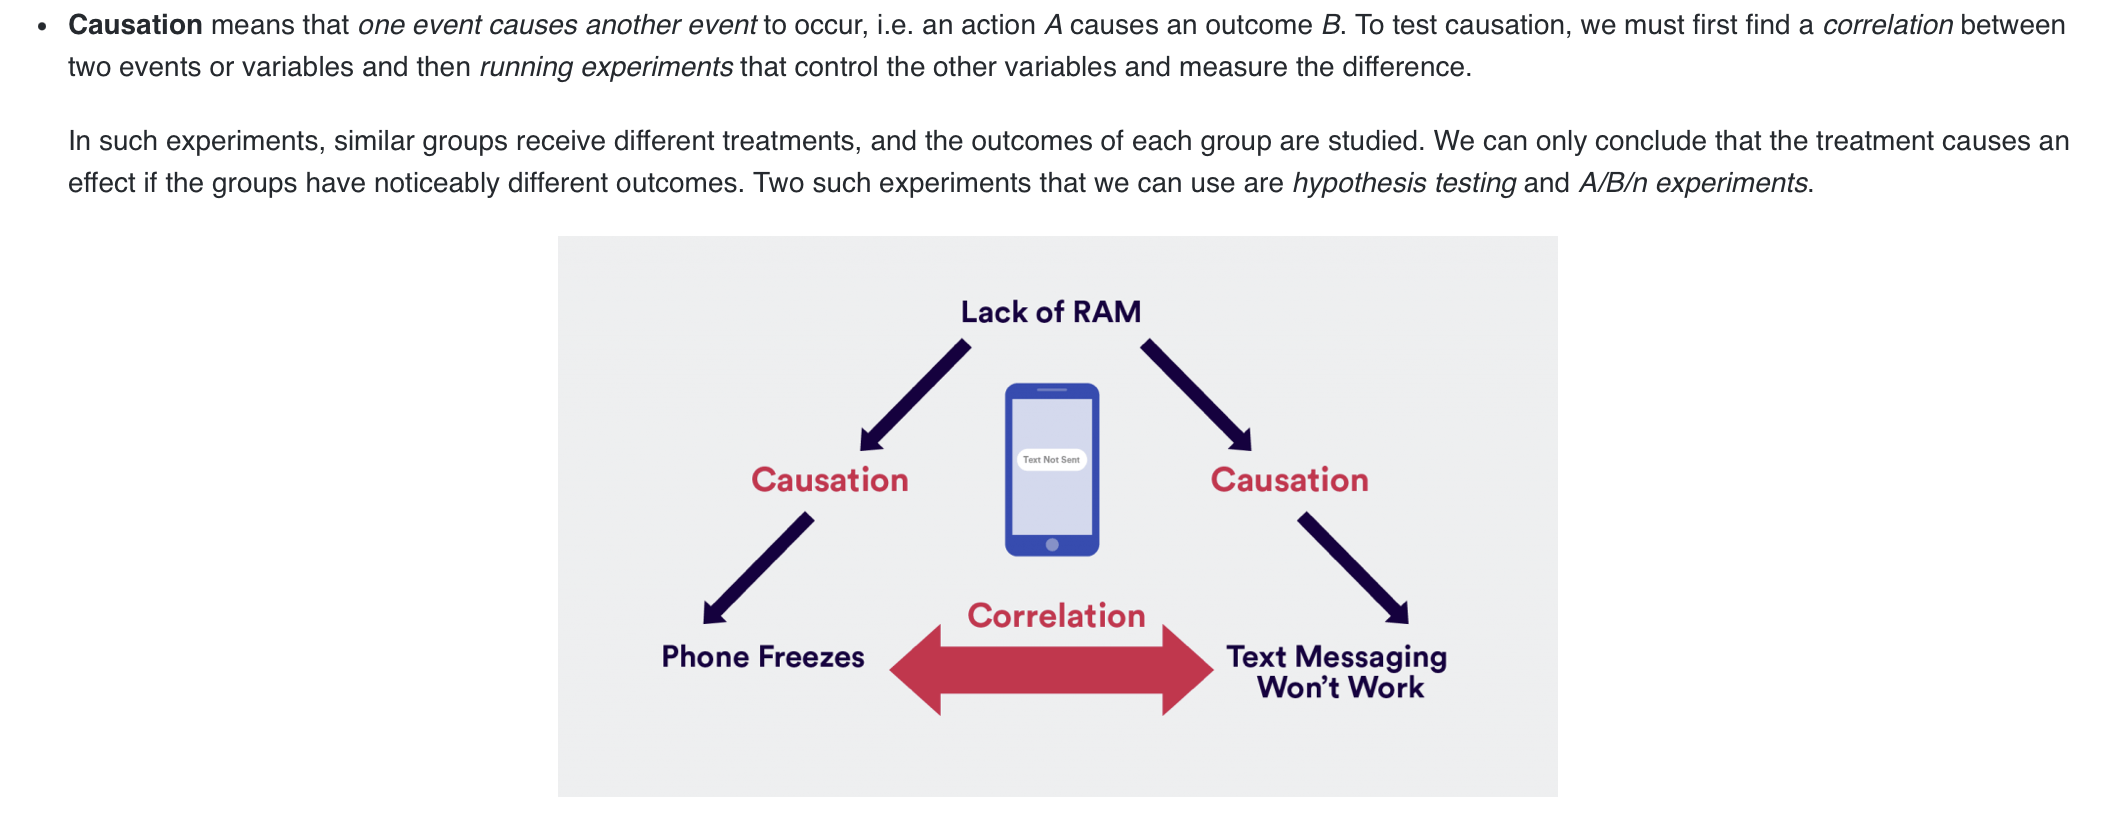 • Causation means that one event causes another event to occur, i.e. an action A causes an outcome B. To test causation, we must first find a correlation between
two events or variables and then running experiments that control the other variables and measure the difference.
In such experiments, similar groups receive different treatments, and the outcomes of each group are studied. We can only conclude that the treatment causes an
effect if the groups have noticeably different outcomes. Two such experiments that we can use are hypothesis testing and A/B/n experiments.
Lack of RAM
Text Not Sent
Causation
Causation
Correlation
Phone Freezes
Text Messaging
Won't Work